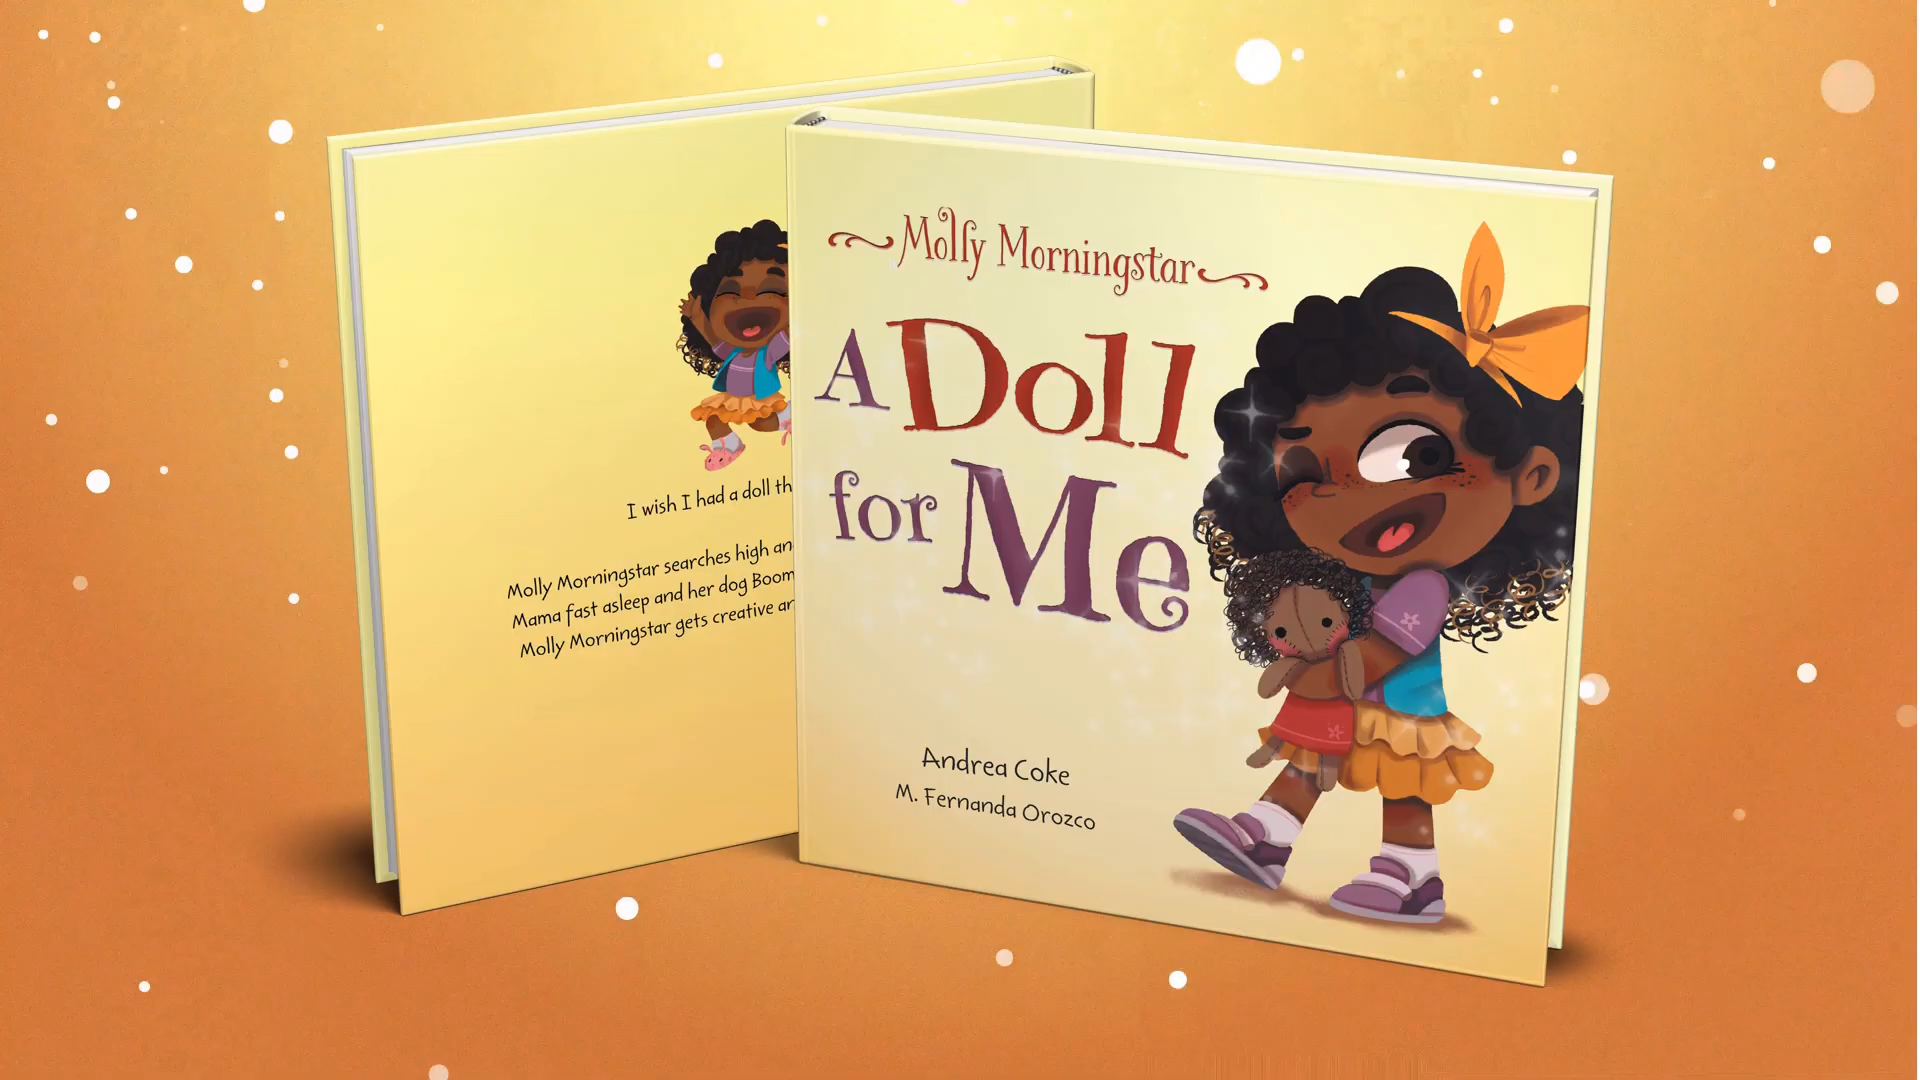 Molly Morningstar
A Doll
for Me
Andrea Coke
M. Fernanda Orozco
I wish I had a doll
Molly Morningstar searches high
Mama fast asleep and her dog Boom
Molly Morningstar gets creative